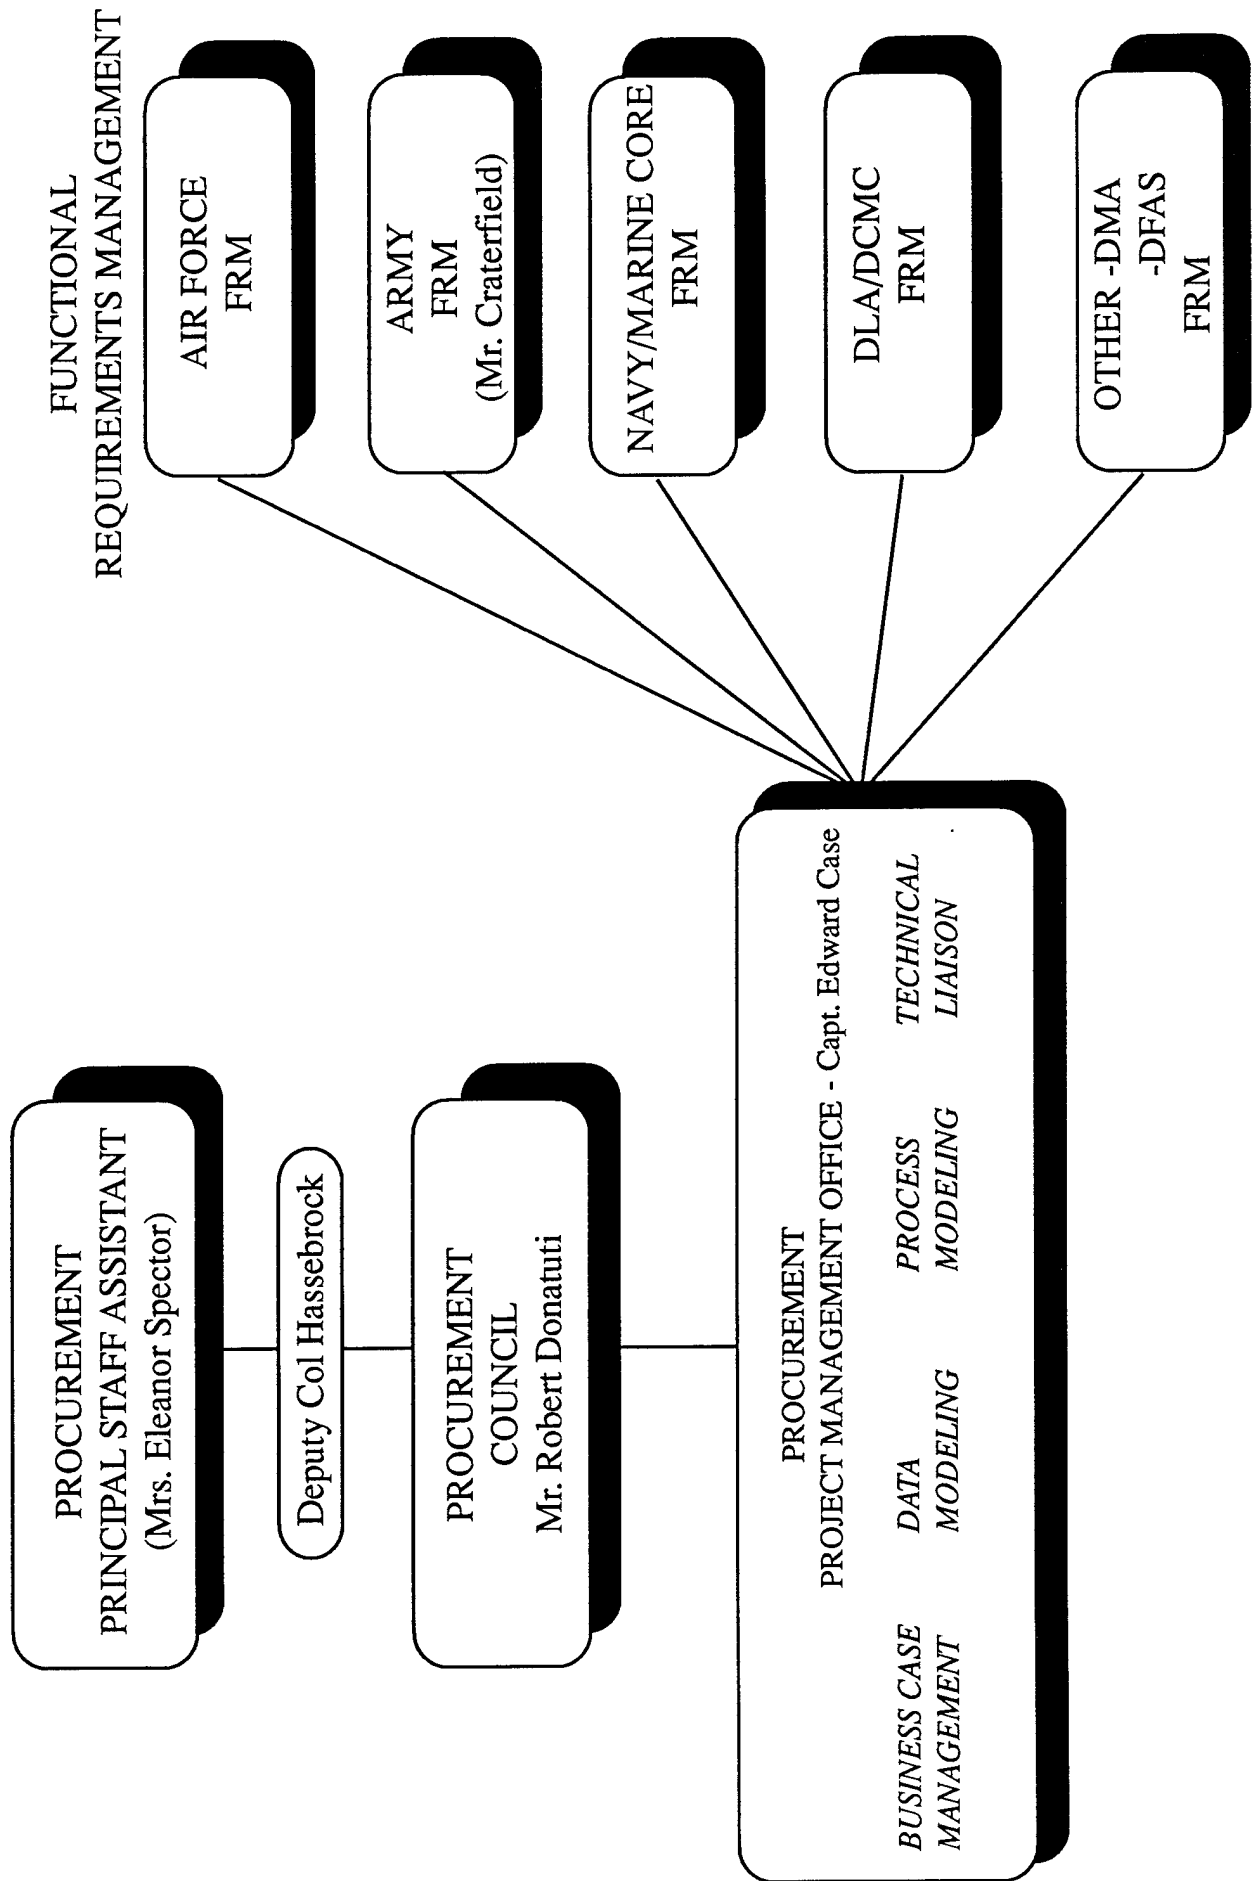 PROCUREMENT
PRINCIPAL STAFF ASSISTANT
(Mrs. Eleanor Spector)
Deputy Col Hassebrock
PROCUREMENT
COUNCIL
Mr. Robert Donatuti
PROCUREMENT
PROJECT MANAGEMENT OFFICE - Capt. Edward Case
BUSINESS CASE
MANAGEMENT
DATA
MODELING
PROCESS
MODELING
TECHNICAL
LIAISON
FUNCTIONAL
REQUIREMENTS MANAGEMENT
AIR FORCE
FRM
ARMY
FRM
(Mr. Craterfield)
NAVY/MARINE CORE
FRM
DLA/DCMC
FRM
OTHER -DMA
-DFAS
FRM